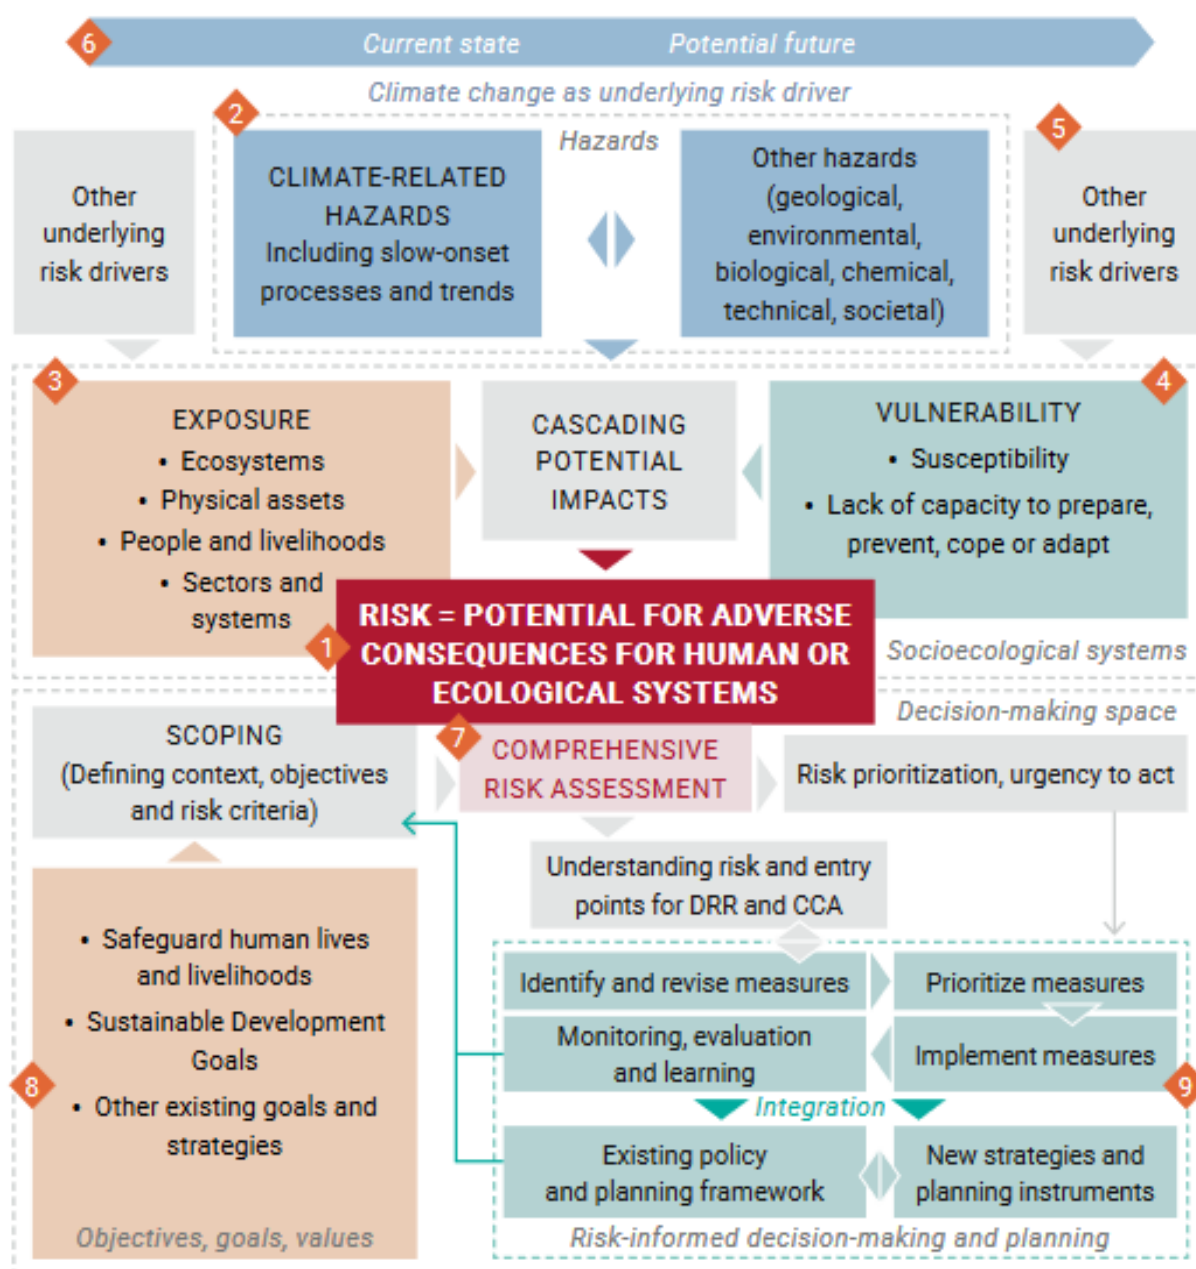 6
Current state
Potential future
Climate change as underlying risk driver
2
Hazards
5
Other
underlying
risk drivers
CLIMATE-RELATED
HAZARDS
Including slow-onset
processes and trends
Other hazards
(geological,
environmental,
biological, chemical,
technical, societal)
Other
underlying
risk drivers
3
EXPOSURE
• Ecosystems
• Physical assets
• People and livelihoods
• Sectors and
systems
CASCADING
POTENTIAL
IMPACTS
4
VULNERABILITY
• Susceptibility
• Lack of capacity to prepare,
prevent, cope or adapt
1
RISK = POTENTIAL FOR ADVERSE
CONSEQUENCES FOR HUMAN OR
ECOLOGICAL SYSTEMS
Socioecological systems
Decision-making space
SCOPING
(Defining context, objectives
and risk criteria)
7
COMPREHENSIVE
RISK ASSESSMENT
Risk prioritization, urgency to act
Understanding risk and entry
points for DRR and CCA
8
• Safeguard human lives
and livelihoods
• Sustainable Development
Goals
• Other existing goals and
strategies
Objectives, goals, values
Identify and revise measures
Prioritize measures
Monitoring, evaluation
and learning
Implement measures
9
Integration
Existing policy
and planning framework
New strategies and
planning instruments
Risk-informed decision-making and planning